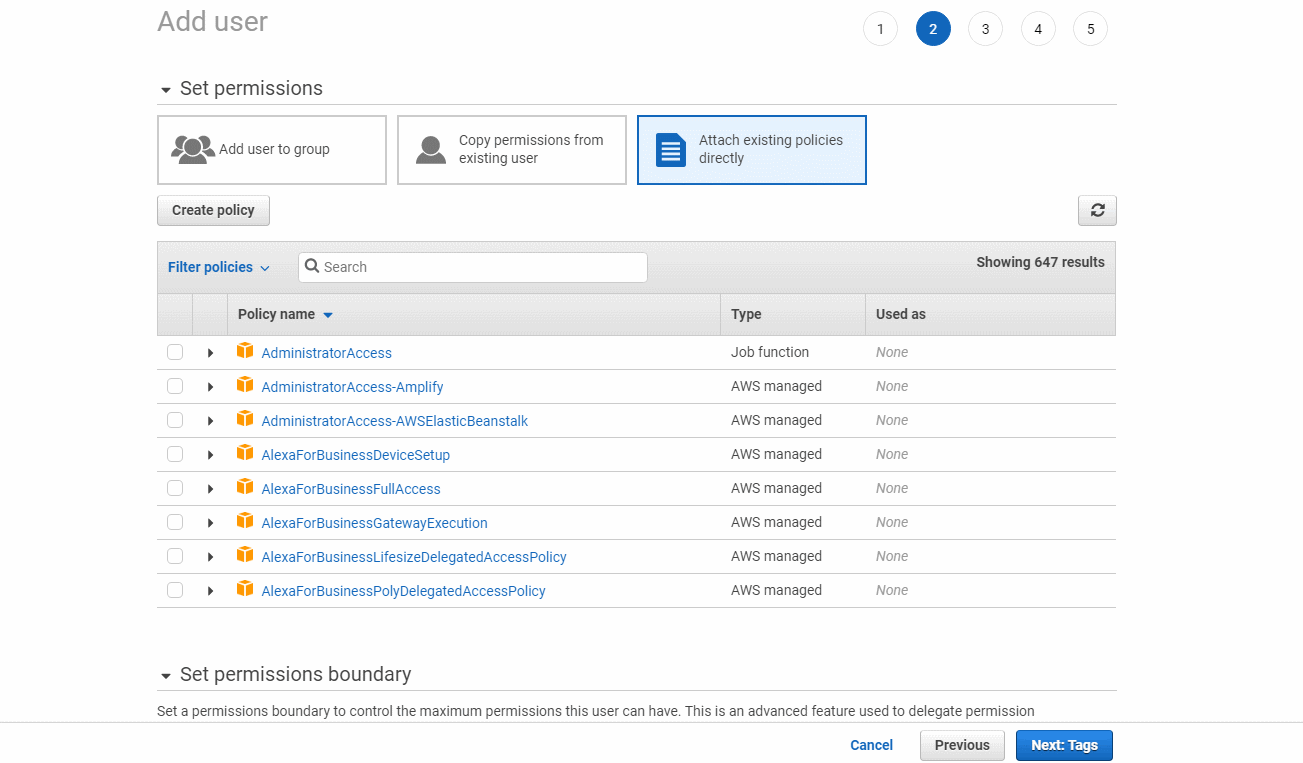 Add user
1 2 3 4 5
Set permissions
Add user to group
Copy permissions from
existing user
Attach existing policies
directly
Create policy
Filter policies
Search
Showing 647 results
Policy name Type Used as
AdministratorAccess Job function None
AdministratorAccess-Amplify AWS managed None
AdministratorAccess-AWSElasticBeanstalk AWS managed None
AlexaForBusinessDeviceSetup AWS managed None
AlexaForBusinessFullAccess AWS managed None
AlexaForBusinessGatewayExecution AWS managed None
AlexaForBusinessLifesizeDelegatedAccessPolicy AWS managed None
AlexaForBusinessPolyDelegatedAccessPolicy AWS managed None
Set permissions boundary
Set a permissions boundary to control the maximum permissions this user can have. This is an advanced feature used to delegate permission
Cancel Previous Next: Tags